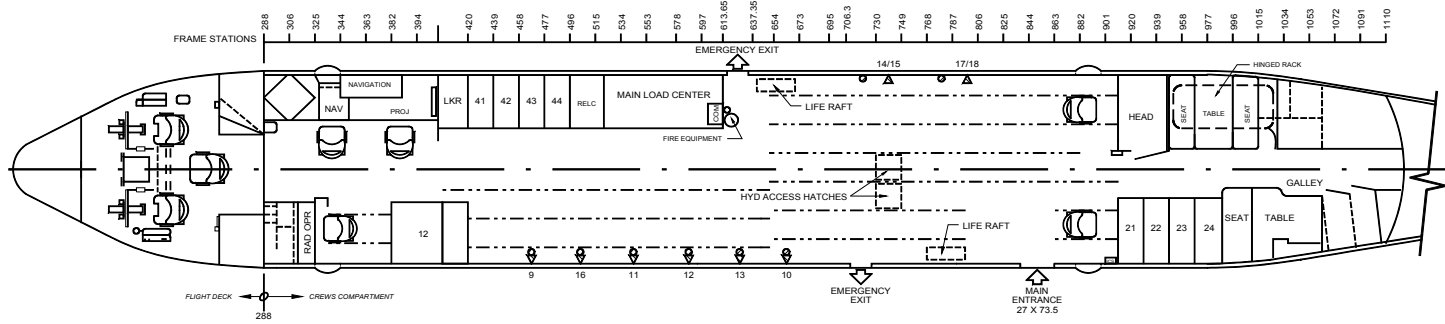 FRAME STATIONS
288
306
325
344
363
382
394
420
439
458
477
496
515
534
553
578
597
613.65
637.35
654
673
685
706.3
730
749
768
787
806
825
844
863
882
901
920
939
958
977
996
1015
1034
1053
1072
1091
1110
EMERGENCY EXIT
14/15
17/18
HINGED RACK
NAVIGATION
NAV
PROJ
LKR
41
42
43
44
RELC
MAIN LOAD CENTER
COM
FIRE EQUIPMENT
LIFE RAFT
HEAD
SEAT
TABLE
SEAT
HYD ACCESS HATCHES
GALLEY
RAD OPR
12
LIFE RAFT
21
22
23
24
SEAT
TABLE
9
16
11
12
13
10
EMERGENCY
EXIT
MAIN
ENTRANCE
27 X 73.5
FLIGHT DECK
CREWS COMPARTMENT
288